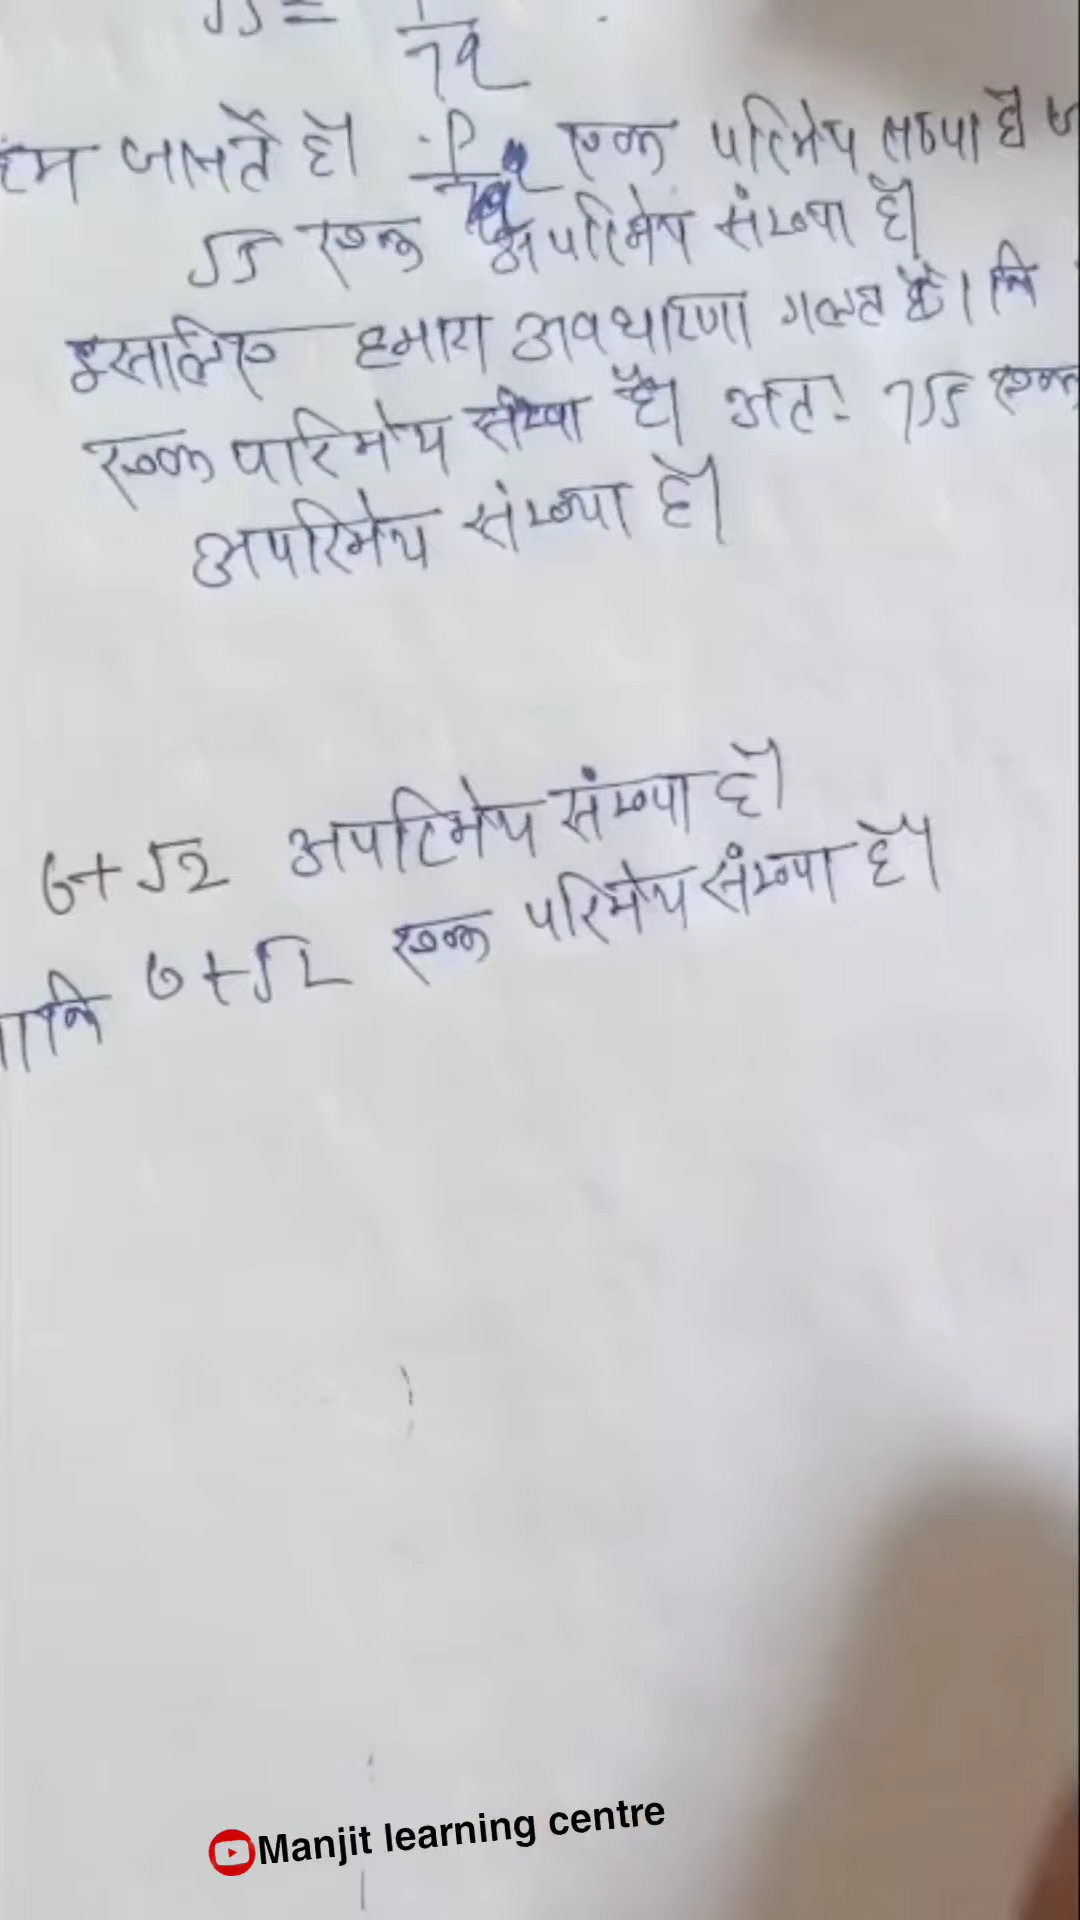 √5 =
7q
हम जानते है। P/7q एक परिमेय संख्या है
√5 एक अपरिमेय संख्या है।
इसलिए हमारा अवधारणा गलत है। कि
एक परिमेय संख्या है। अतः 7√5 एक
अपरिमेय संख्या है।
6+√2 अपरिमेय संख्या है।
6+√2 एक परिमेय संख्या है।
Manjit learning centre